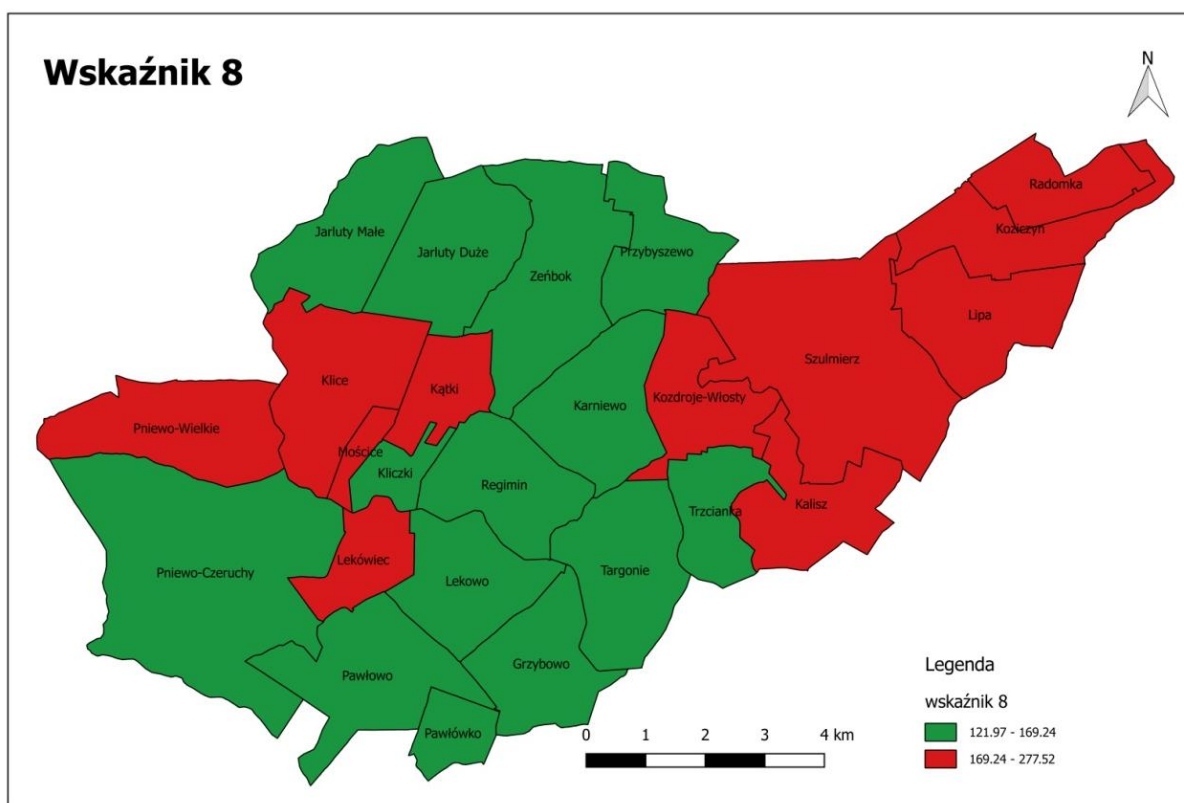 Wskaźnik 8
N
Radomka
Jarluty Małe
Koziczyn
Jarluty Duże
Przybyszewo
Zeńbok
Lipa
Szulmierz
Klice
Kątki
Kozdroje-Włosty
Karniewo
Pniewo-Wielkie
Mościce
Kliczki
Regimin
Kalisz
Trzcianka
Lekówiec
Pniewo-Czeruchy
Targonie
Lekowo
Grzybowo
Pawłowo
Pawłówko
Legenda
wskaźnik 8
121.97 - 169.24
169.24 - 277.52
0 1 2 3 4 km